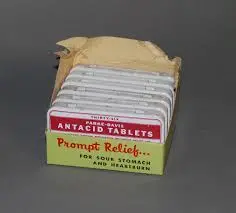 THIRTY-SIX
PARKE-DAVIS
ANTACID TABLETS
Prompt Relief...
FOR SOUR STOMACH
AND HEARTBURN